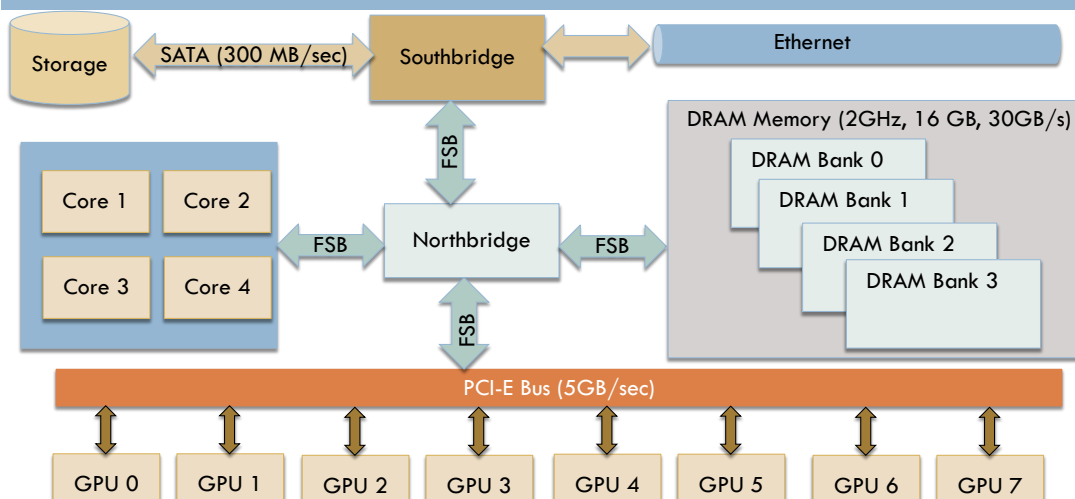 Storage
SATA (300 MB/sec)
Southbridge
Ethernet
FSB
DRAM Memory (2GHz, 16 GB, 30GB/s)
DRAM Bank 0
DRAM Bank 1
DRAM Bank 2
DRAM Bank 3
Core 1
Core 2
Core 3
Core 4
FSB
Northbridge
FSB
FSB
PCI-E Bus (5GB/sec)
GPU 0
GPU 1
GPU 2
GPU 3
GPU 4
GPU 5
GPU 6
GPU 7